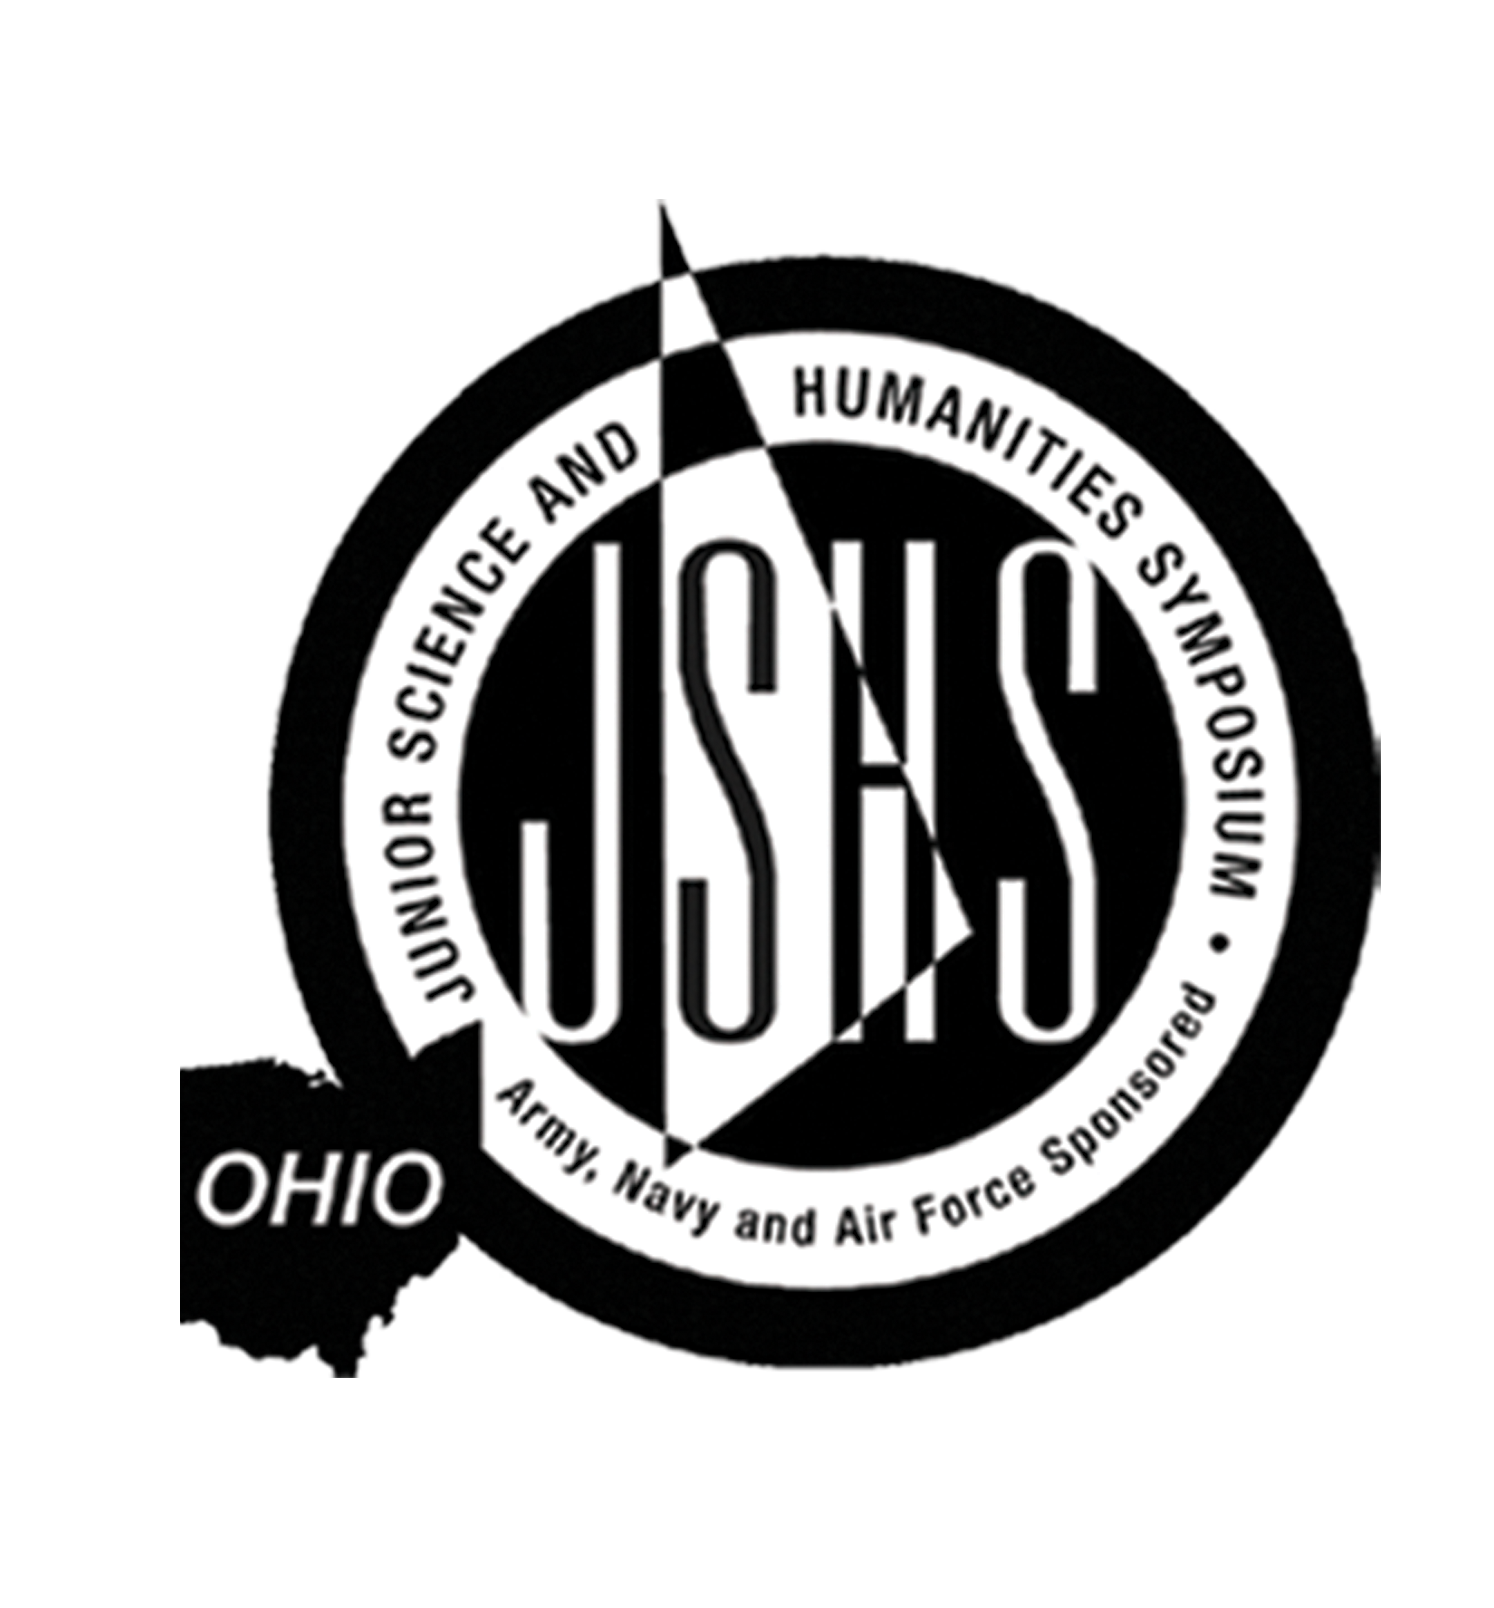 JUNIOR SCIENCE AND HUMANITIES SYMPOSIUM •
Army, Navy and Air Force Sponsored
JSHS
OHIO